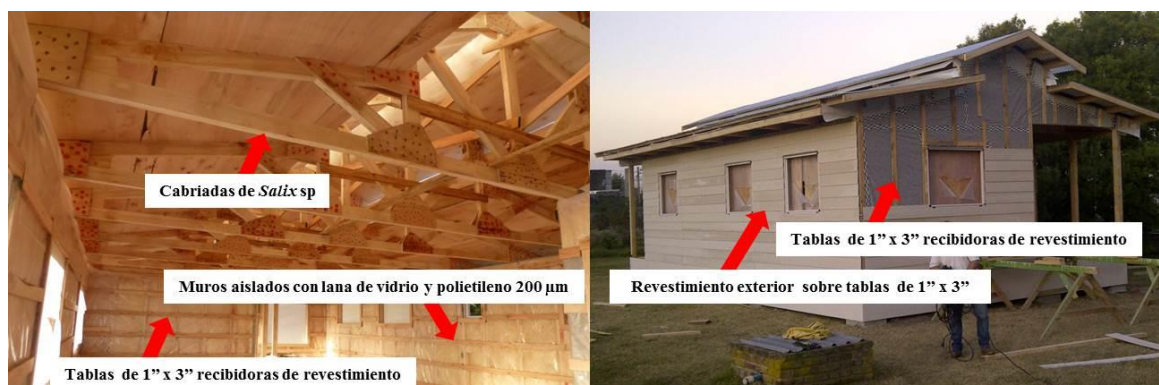 Cabriadas de Salix sp
Muros aislados con lana de vidrio y polietileno 200 µm
Tablas de 1” x 3” recibidoras de revestimiento
Tablas de 1” x 3” recibidoras de revestimiento
Revestimiento exterior sobre tablas de 1” x 3”